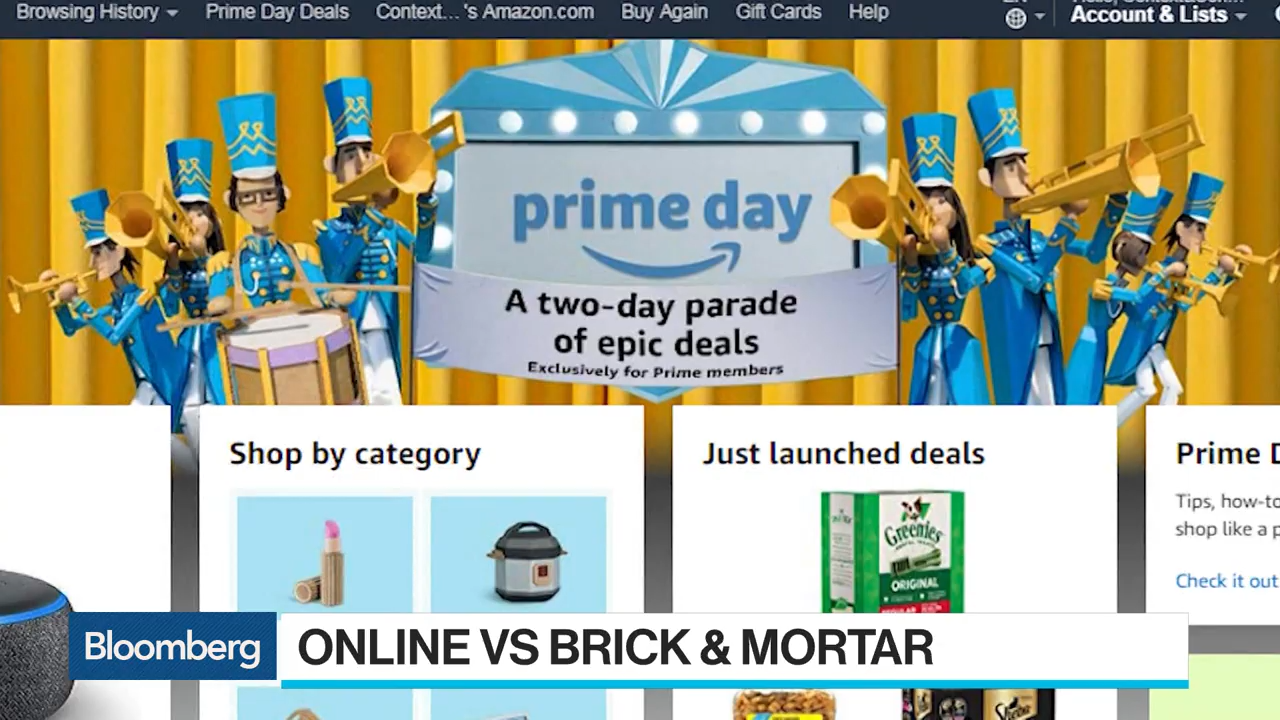 Browsing History
Prime Day Deals
Context... 's Amazon.com
Buy Again
Gift Cards
Help
Account & Lists
prime day
A two-day parade
of epic deals
Exclusively for Prime members
Shop by category
Just launched deals
Prime D
Tips, how-to
shop like a p
Check it out
Greenies
ORIGINAL
Bloomberg
ONLINE VS BRICK & MORTAR
Sheba